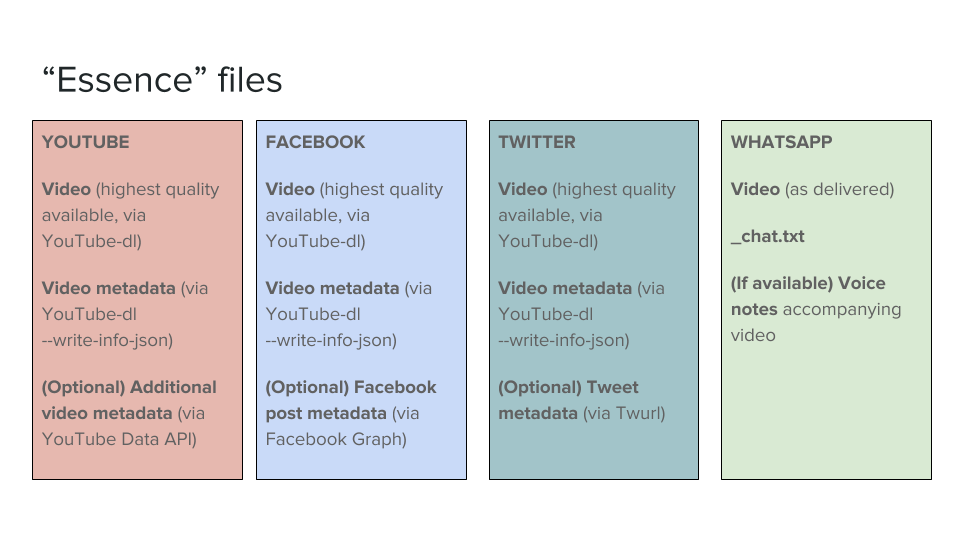 “Essence” files
YOUTUBE
Video (highest quality
available, via
YouTube-dl)
Video metadata (via
YouTube-dl
--write-info-json)
(Optional) Additional
video metadata (via
YouTube Data API)
FACEBOOK
Video (highest quality
available, via
YouTube-dl)
Video metadata (via
YouTube-dl
--write-info-json)
(Optional) Facebook
post metadata (via
Facebook Graph)
TWITTER
Video (highest quality
available, via
YouTube-dl)
Video metadata (via
YouTube-dl
--write-info-json)
(Optional) Tweet
metadata (via Twurl)
WHATSAPP
Video (as delivered)
_chat.txt
(If available) Voice
notes accompanying
video